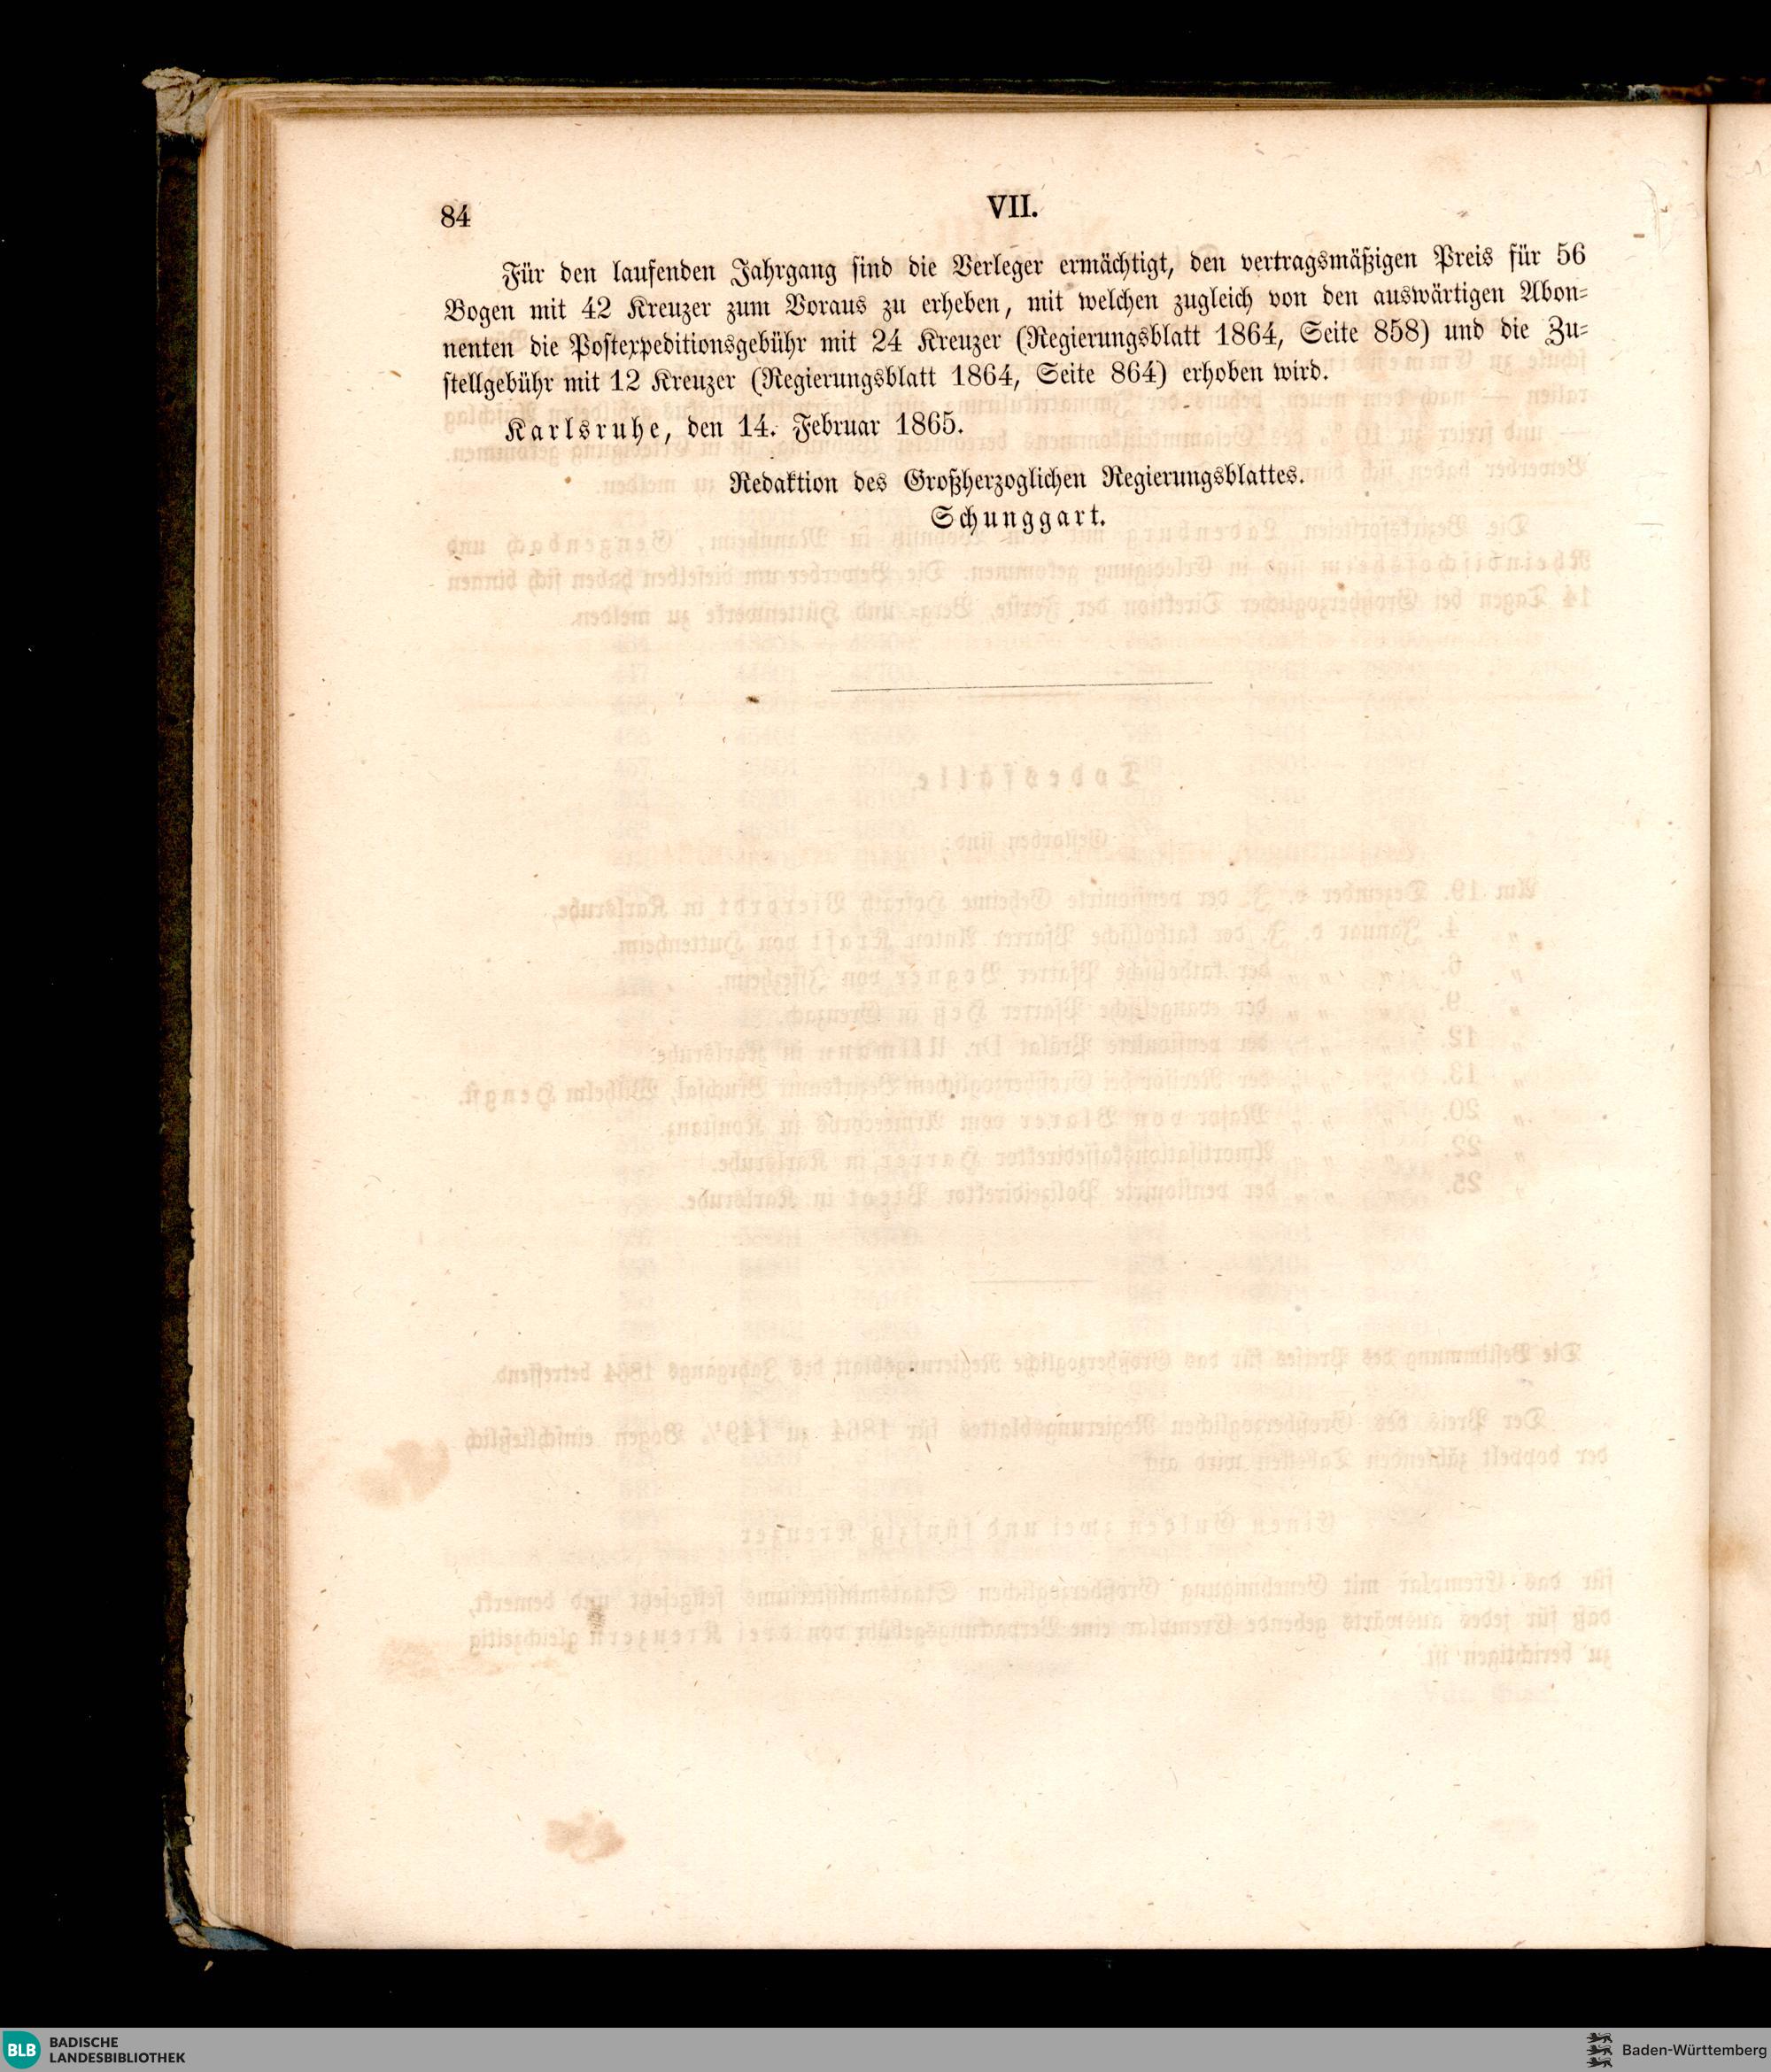 84
VII.
Für den laufenden Jahrgang sind die Verleger ermächtigt, den vertragsmäßigen Preis für 56
Bogen mit 42 Kreuzer zum Voraus zu erheben, mit welchen zugleich von den auswärtigen Abon-
nenten die Postexpeditionsgebühr mit 24 Kreuzer (Regierungsblatt 1864, Seite 858) und die Zu-
stellgebühr mit 12 Kreuzer (Regierungsblatt 1864, Seite 864) erhoben wird.
Karlsruhe, den 14. Februar 1865.
Redaktion des Großherzoglichen Regierungsblattes.
Schunggart.
BLB BADISCHE
LANDESBIBLIOTHEK
Baden-Württemberg